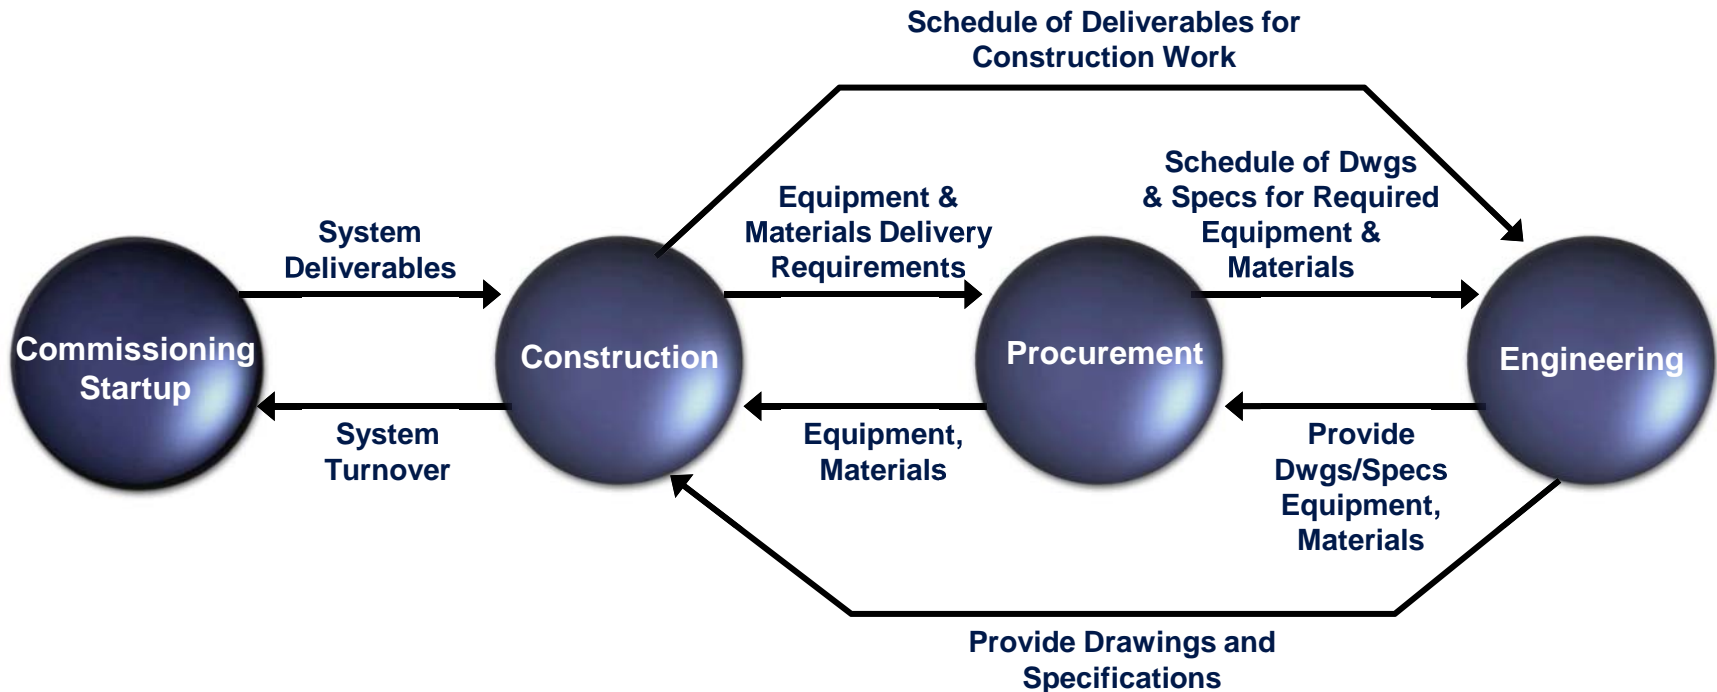 Schedule of Deliverables for
Construction Work
Schedule of Dwgs
& Specs for Required
Equipment &
Materials
Equipment &
Materials Delivery
Requirements
System
Deliverables
Commissioning
Startup
Construction
Procurement
Engineering
System
Turnover
Equipment,
Materials
Provide
Dwgs/Specs
Equipment,
Materials
Provide Drawings and
Specifications